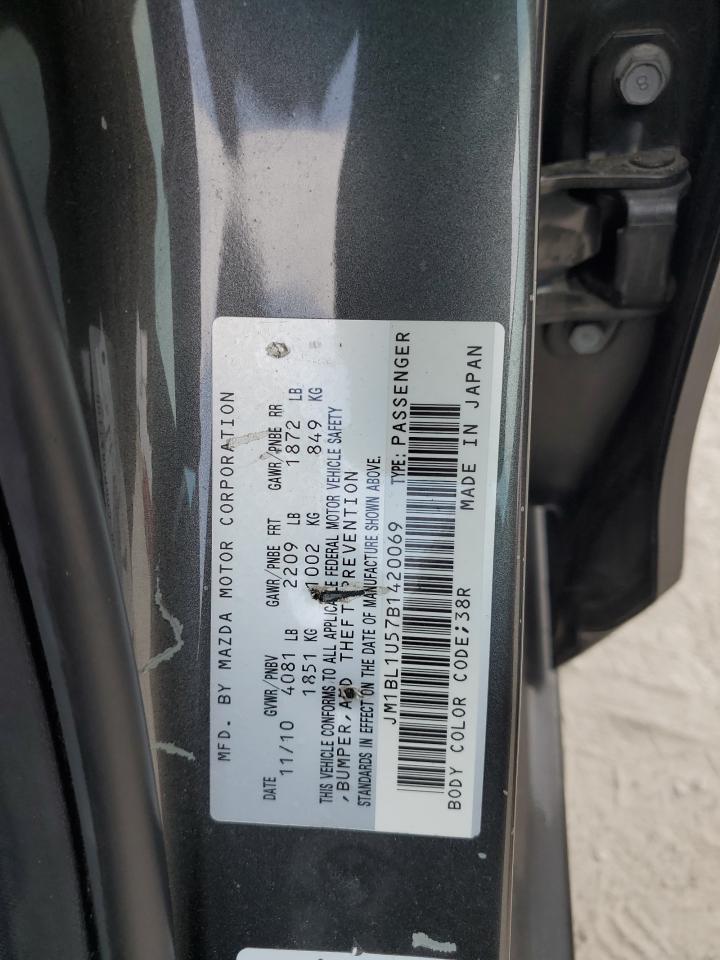 MFD. BY MAZDA MOTOR CORPORATION
DATE GVWR/PNBV GAWR/PNBE FRT GAWR/PNBE RR
11/10 4081 LB 2209 LB 1872 LB
1851 KG 1002 KG 849 KG
THIS VEHICLE CONFORMS TO ALL APPLICABLE FEDERAL MOTOR VEHICLE SAFETY
,BUMPER, AND THEFT PREVENTION
STANDARDS IN EFFECT ON THE DATE OF MANUFACTURE SHOWN ABOVE.
JM1BL1U57B1420069 TYPE: PASSENGER
BODY COLOR CODE;38R MADE IN JAPAN
8